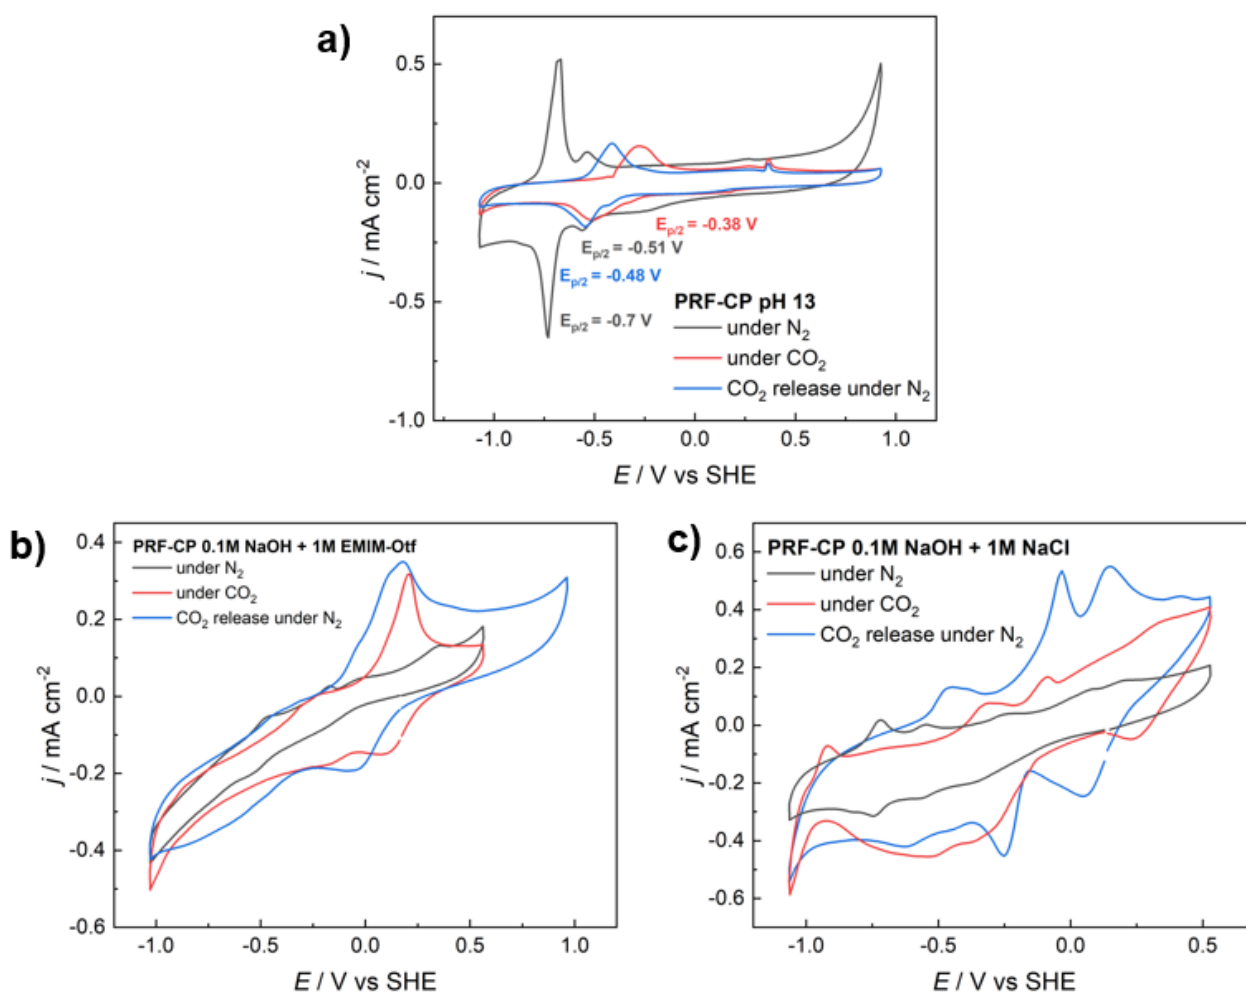 a)
0.5
0.0
-0.5
-1.0
j / mA cm-2
Ep/2 = -0.38 V
Ep/2 = -0.51 V
Ep/2 = -0.48 V
Ep/2 = -0.7 V
PRF-CP pH 13
under N2
under CO2
CO2 release under N2
-1.0 -0.5 0.0 0.5 1.0
E / V vs SHE
b)
PRF-CP 0.1M NaOH + 1M EMIM-Otf
under N2
under CO2
CO2 release under N2
0.4
0.2
0.0
-0.2
-0.4
-0.6
j / mA cm-2
-1.0 -0.5 0.0 0.5 1.0
E / V vs SHE
c)
PRF-CP 0.1M NaOH + 1M NaCl
under N2
under CO2
CO2 release under N2
0.6
0.4
0.2
0.0
-0.2
-0.4
-0.6
j / mA cm-2
-1.0 -0.5 0.0 0.5
E / V vs SHE